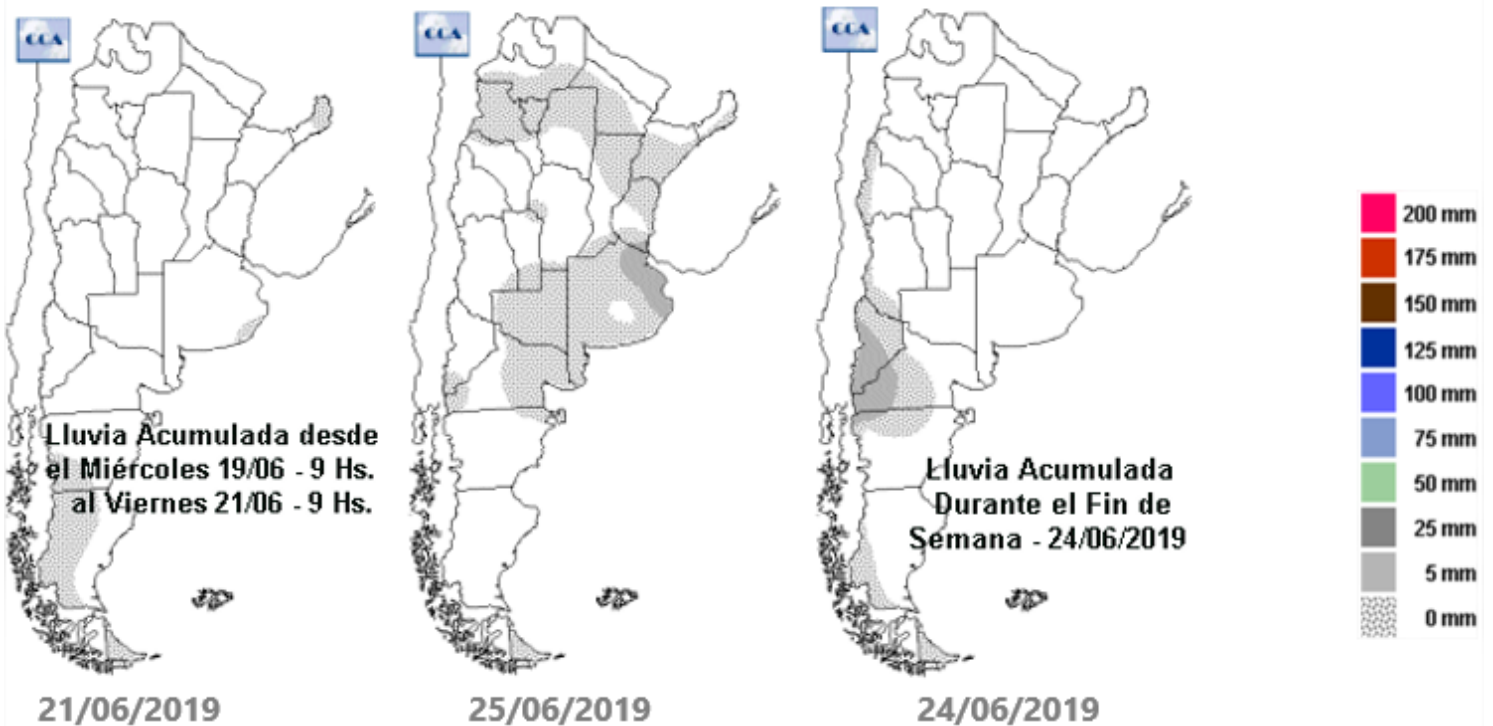 CCA
CCA
CCA
Lluvia Acumulada desde
el Miércoles 19/06 - 9 Hs.
al Viernes 21/06 - 9 Hs.
Lluvia Acumulada
Durante el Fin de
Semana - 24/06/2019
200 mm
175 mm
150 mm
125 mm
100 mm
75 mm
50 mm
25 mm
5 mm
0 mm
21/06/2019
25/06/2019
24/06/2019